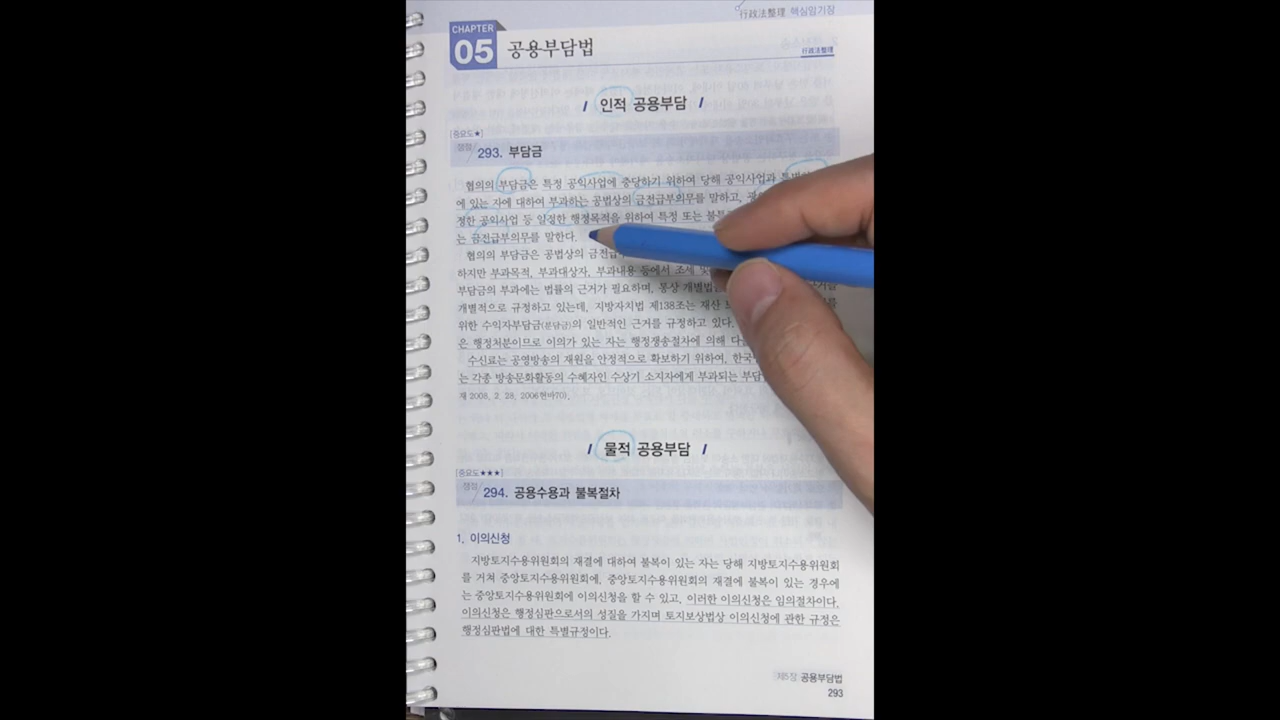 行政法整理 핵심암기장
CHAPTER
05 공용부담법
行政法整理
/ 인적 공용부담 /
[중요도★]
쟁점 293. 부담금
협의의 부담금은 특정 공익사업에 충당하기 위하여 당해 공익사업과
에 있는 자에 대하여 부과하는 공법상의 금전급부의무를 말하고,
정한 공익사업 등 일정한 행정목적을 위하여 특정 또는
는 금전급부의무를 말한다.
협의의 부담금은 공법상의
하지만 부과목적, 부과대상자, 부과내용 등에서 조세 및
부담금의 부과에는 법률의 근거가 필요하며, 통상
개별적으로 규정하고 있는데, 지방자치법 제138조는 재산
위한 수익자부담금(분담금)의 일반적인 근거를 규정하고 있다.
은 행정처분이므로 이의가 있는 자는 행정쟁송절차에 의해
수신료는 공영방송의 재원을 안정적으로 확보하기 위하여,
는 각종 방송문화활동의 수혜자인 수상기 소지자에게 부과되는
재 2008. 2. 28. 2006헌바70).
/ 물적 공용부담 /
[중요도★★★]
쟁점 294. 공용수용과 불복절차
1. 이의신청
지방토지수용위원회의 재결에 대하여 불복이 있는 자는 당해 지방토지수용위원회
를 거쳐 중앙토지수용위원회에, 중앙토지수용위원회의 재결에 불복이 있는 경우에
는 중앙토지수용위원회에 이의신청을 할 수 있고, 이러한 이의신청은 임의절차이다.
이의신청은 행정심판으로서의 성질을 가지며 토지보상법상 이의신청에 관한 규정은
행정심판법에 대한 특별규정이다.
제5장 공용부담법
293